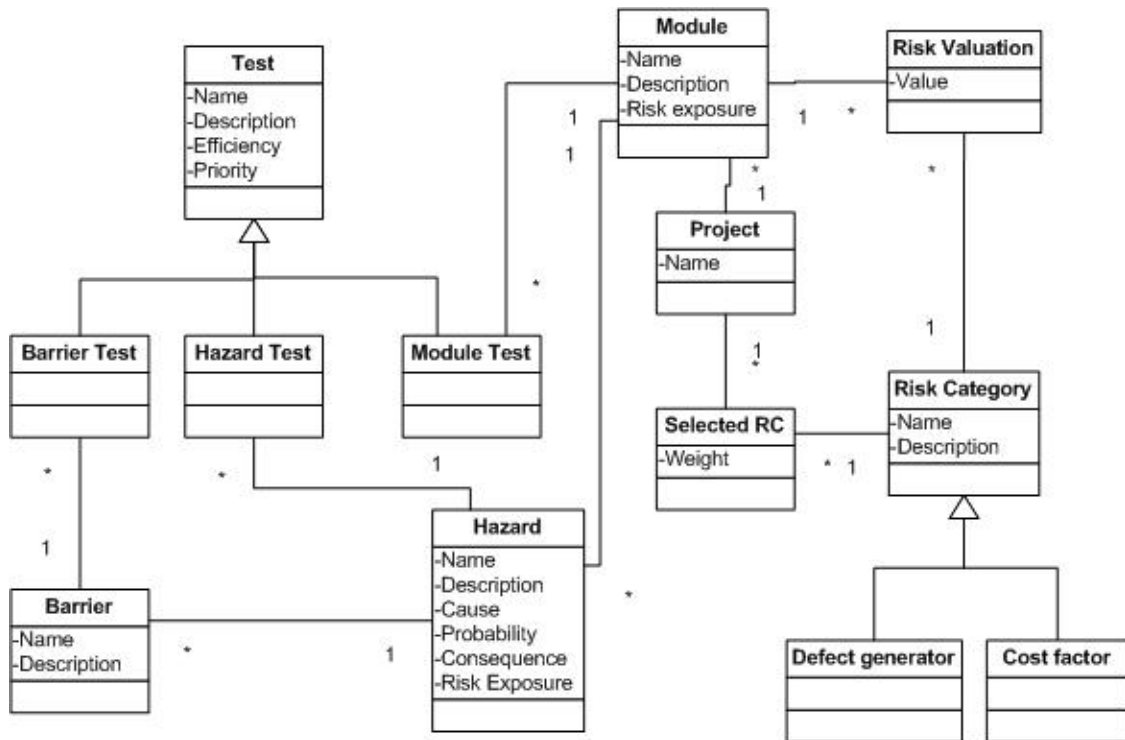 Test
-Name
-Description
-Efficiency
-Priority
Module
-Name
-Description
-Risk exposure
Risk Valuation
-Value
1
1
1
*
*
1
*
*
Project
-Name
1
*
1
Barrier Test
Hazard Test
Module Test
Selected RC
-Weight
Risk Category
-Name
-Description
*
1
*
*
1
1
Hazard
-Name
-Description
-Cause
-Probability
-Consequence
-Risk Exposure
*
Barrier
-Name
-Description
*
1
Defect generator
Cost factor